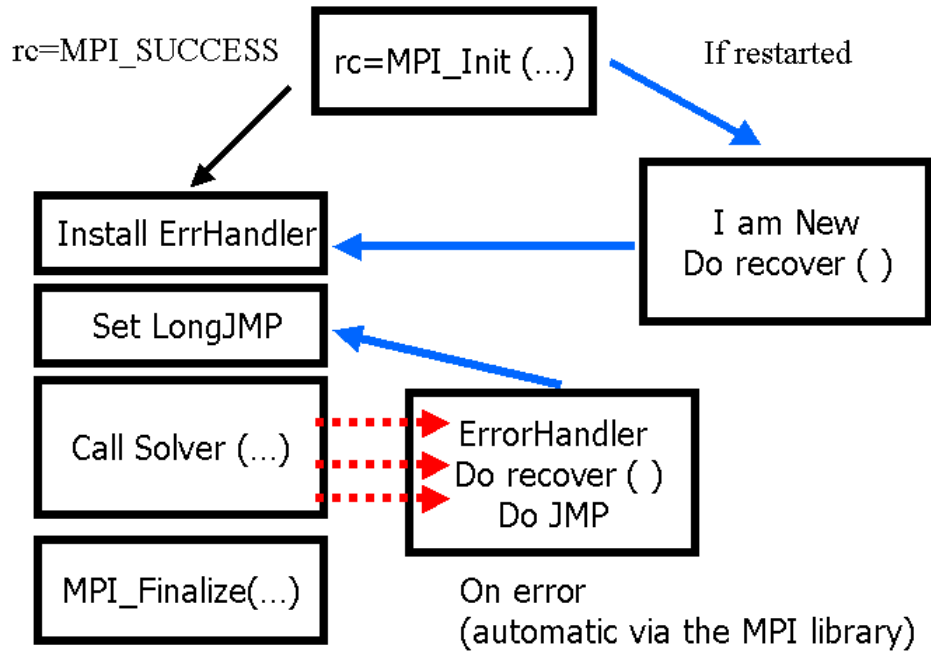 rc=MPI_SUCCESS
rc=MPI_Init (...)
If restarted
Install ErrHandler
I am New
Do recover ( )
Set LongJMP
Call Solver (...)
ErrorHandler
Do recover ( )
Do JMP
MPI_Finalize(...)
On error
(automatic via the MPI library)